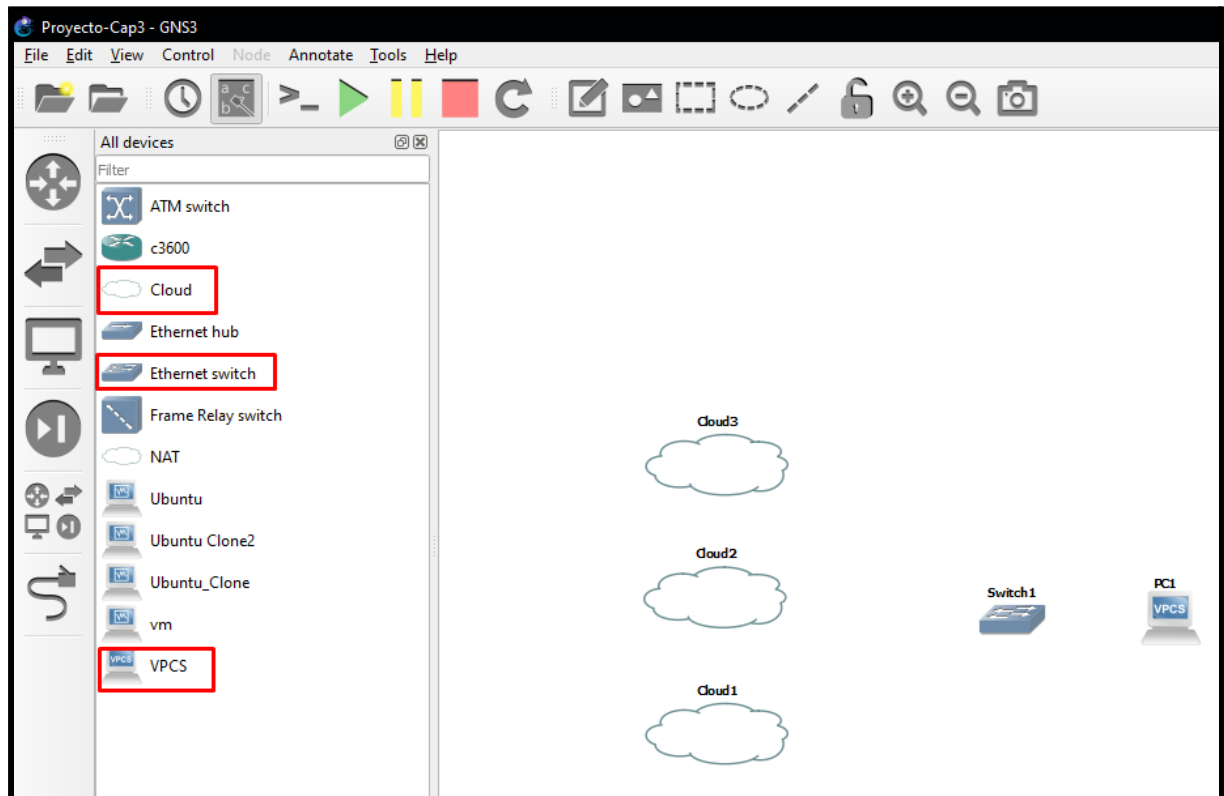 Proyecto-Cap3 - GNS3
File Edit View Control Node Annotate Tools Help
a c
b
>_
All devices
Filter
ATM switch
c3600
Cloud
Ethernet hub
Ethernet switch
Frame Relay switch
NAT
Ubuntu
Ubuntu Clone2
Ubuntu_Clone
vm
VPCS
VPCS
Cloud3
Cloud2
Switch1
PC1
VPCS
Cloud1